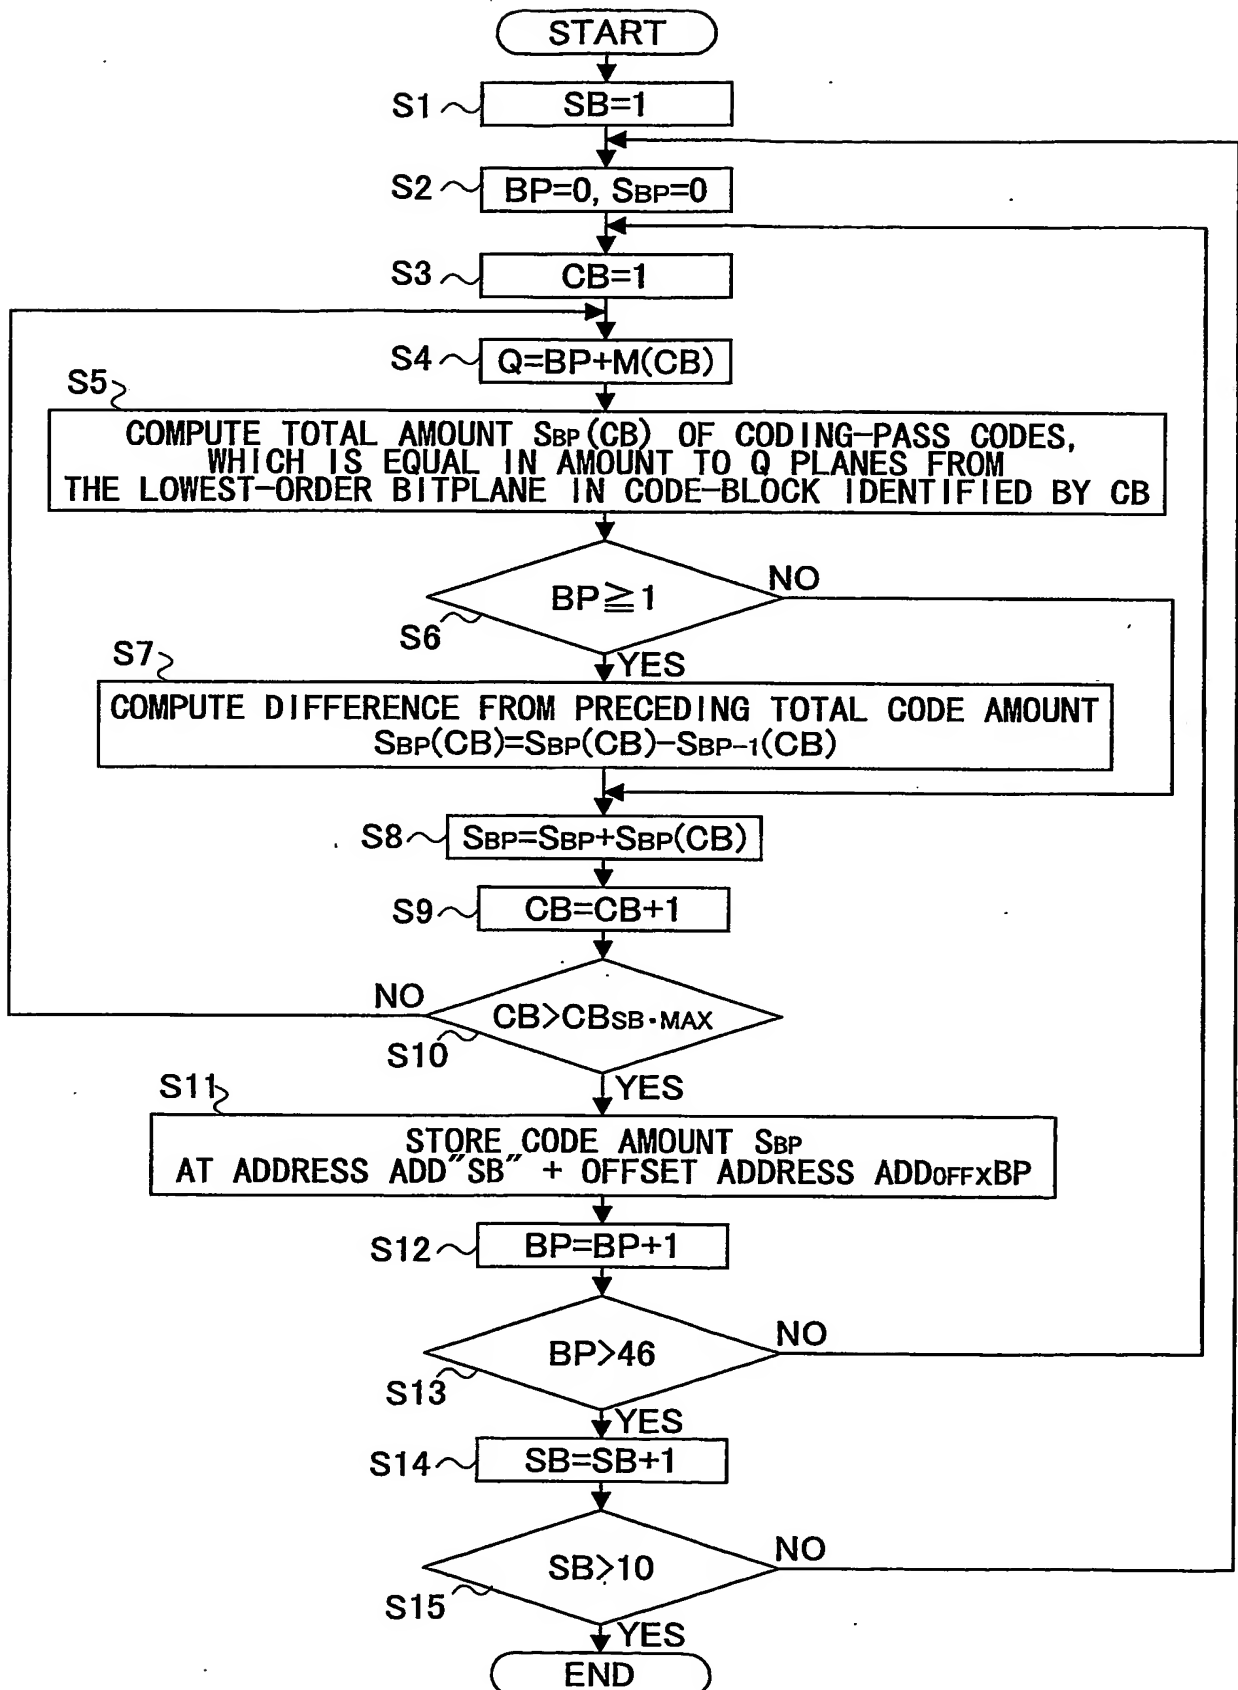 START
S1
SB=1
S2
BP=0, SBP=0
S3
CB=1
S4
Q=BP+M(CB)
S5
COMPUTE TOTAL AMOUNT SBP(CB) OF CODING-PASS CODES,
WHICH IS EQUAL IN AMOUNT TO Q PLANES FROM
THE LOWEST-ORDER BITPLANE IN CODE-BLOCK IDENTIFIED BY CB
BP≧1
NO
S6
YES
S7
COMPUTE DIFFERENCE FROM PRECEDING TOTAL CODE AMOUNT
SBP(CB)=SBP(CB)-SBP-1(CB)
S8
SBP=SBP+SBP(CB)
S9
CB=CB+1
NO
CB>CBSB·MAX
S10
YES
S11
STORE CODE AMOUNT SBP
AT ADDRESS ADD"SB" + OFFSET ADDRESS ADDOFFxBP
S12
BP=BP+1
BP>46
NO
S13
YES
S14
SB=SB+1
SB>10
NO
S15
YES
END